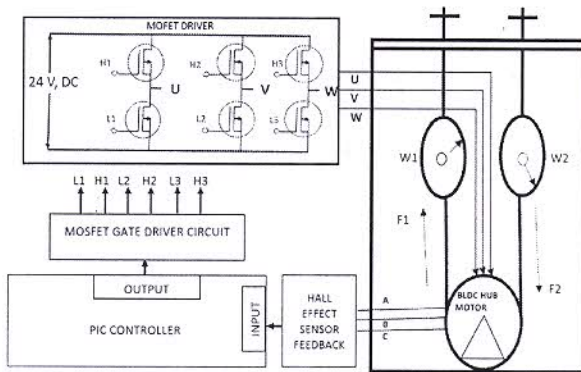 MOFET DRIVER
24 V, DC
H1
H2
H3
U
V
W
L1
L2
L3
U
V
W
L1 H1 L2 H2 L3 H3
MOSFET GATE DRIVER CIRCUIT
OUTPUT
PIC CONTROLLER
INPUT
HALL
EFFECT
SENSOR
FEEDBACK
A
B
C
W1
W2
F1
F2
BLDC HUB
MOTOR